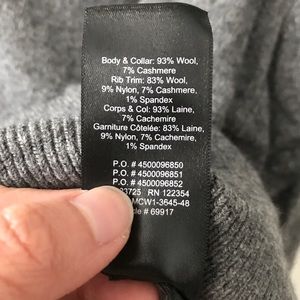 Body & Collar: 93% Wool,
7% Cashmere
Rib Trim: 83% Wool,
9% Nylon, 7% Cashmere,
1% Spandex
Corps & Col: 93% Laine,
7% Cachemire
Garniture Côtelée: 83% Laine,
9% Nylon, 7% Cachemire,
1% Spandex
P.O. # 4500096850
P.O. # 4500096851
P.O. # 4500096852
RN 122354
MCW1-3645-48
# 69917